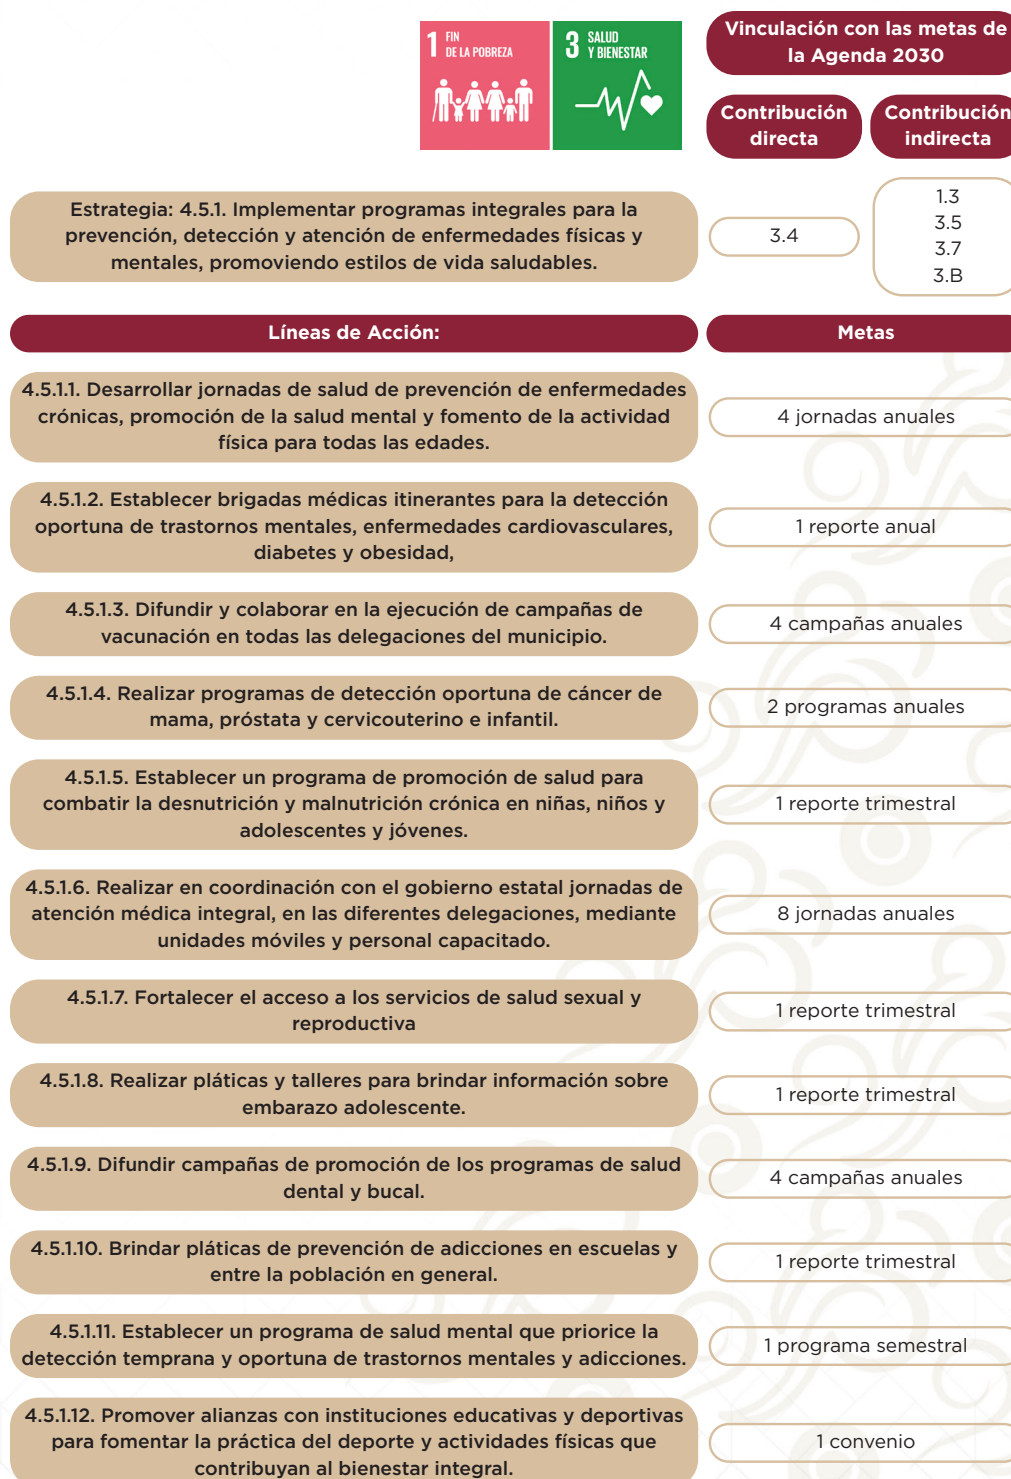 1 FIN
DE LA POBREZA
3 SALUD
Y BIENESTAR
Vinculación con las metas de
la Agenda 2030
Contribución
directa
Contribución
indirecta
Estrategia: 4.5.1. Implementar programas integrales para la
prevención, detección y atención de enfermedades físicas y
mentales, promoviendo estilos de vida saludables.
3.4
1.3
3.5
3.7
3.B
Líneas de Acción:
Metas
4.5.1.1. Desarrollar jornadas de salud de prevención de enfermedades
crónicas, promoción de la salud mental y fomento de la actividad
física para todas las edades.
4 jornadas anuales
4.5.1.2. Establecer brigadas médicas itinerantes para la detección
oportuna de trastornos mentales, enfermedades cardiovasculares,
diabetes y obesidad,
1 reporte anual
4.5.1.3. Difundir y colaborar en la ejecución de campañas de
vacunación en todas las delegaciones del municipio.
4 campañas anuales
4.5.1.4. Realizar programas de detección oportuna de cáncer de
mama, próstata y cervicouterino e infantil.
2 programas anuales
4.5.1.5. Establecer un programa de promoción de salud para
combatir la desnutrición y malnutrición crónica en niñas, niños y
adolescentes y jóvenes.
1 reporte trimestral
4.5.1.6. Realizar en coordinación con el gobierno estatal jornadas de
atención médica integral, en las diferentes delegaciones, mediante
unidades móviles y personal capacitado.
8 jornadas anuales
4.5.1.7. Fortalecer el acceso a los servicios de salud sexual y
reproductiva
1 reporte trimestral
4.5.1.8. Realizar pláticas y talleres para brindar información sobre
embarazo adolescente.
1 reporte trimestral
4.5.1.9. Difundir campañas de promoción de los programas de salud
dental y bucal.
4 campañas anuales
4.5.1.10. Brindar pláticas de prevención de adicciones en escuelas y
entre la población en general.
1 reporte trimestral
4.5.1.11. Establecer un programa de salud mental que priorice la
detección temprana y oportuna de trastornos mentales y adicciones.
1 programa semestral
4.5.1.12. Promover alianzas con instituciones educativas y deportivas
para fomentar la práctica del deporte y actividades físicas que
contribuyan al bienestar integral.
1 convenio